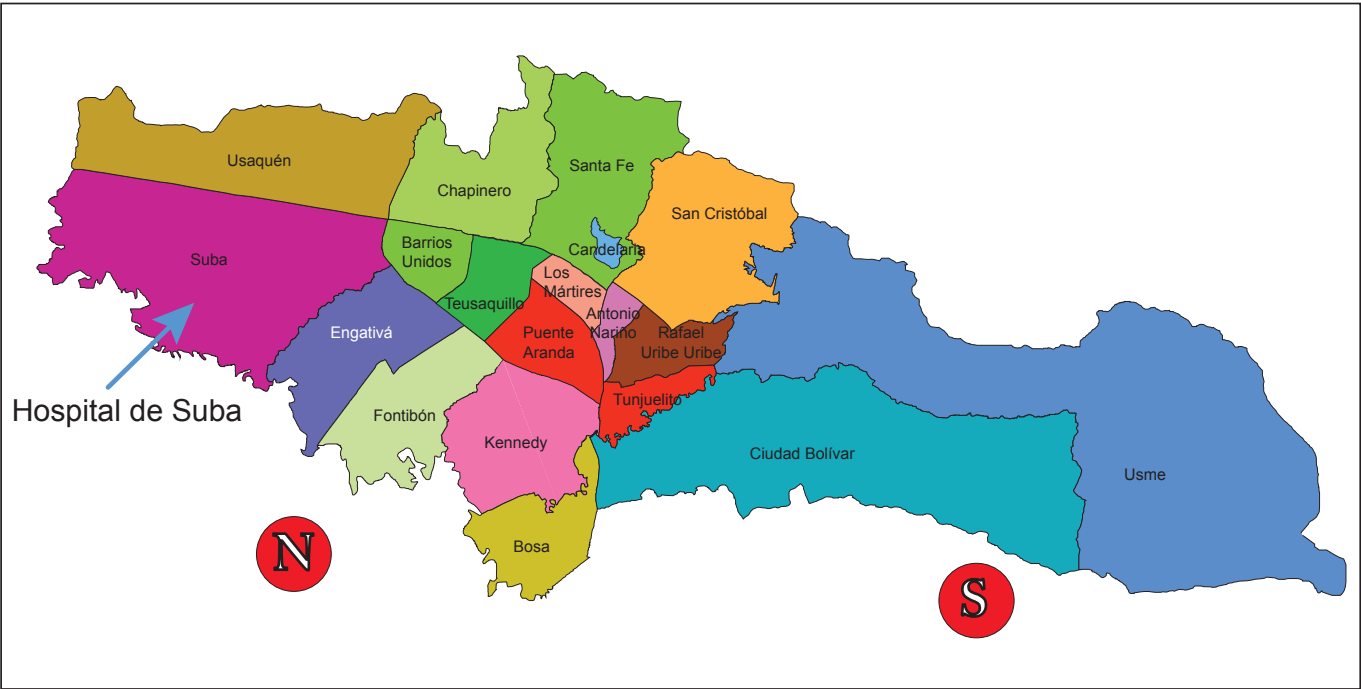 Usaquén
Chapinero
Santa Fe
San Cristóbal
Suba
Barrios
Unidos
Candelaria
Los
Mártires
Teusaquillo
Antonio
Nariño
Engativá
Puente
Aranda
Rafael
Uribe Uribe
Hospital de Suba
Fontibón
Tunjuelito
Kennedy
Ciudad Bolívar
Usme
Bosa
N
S